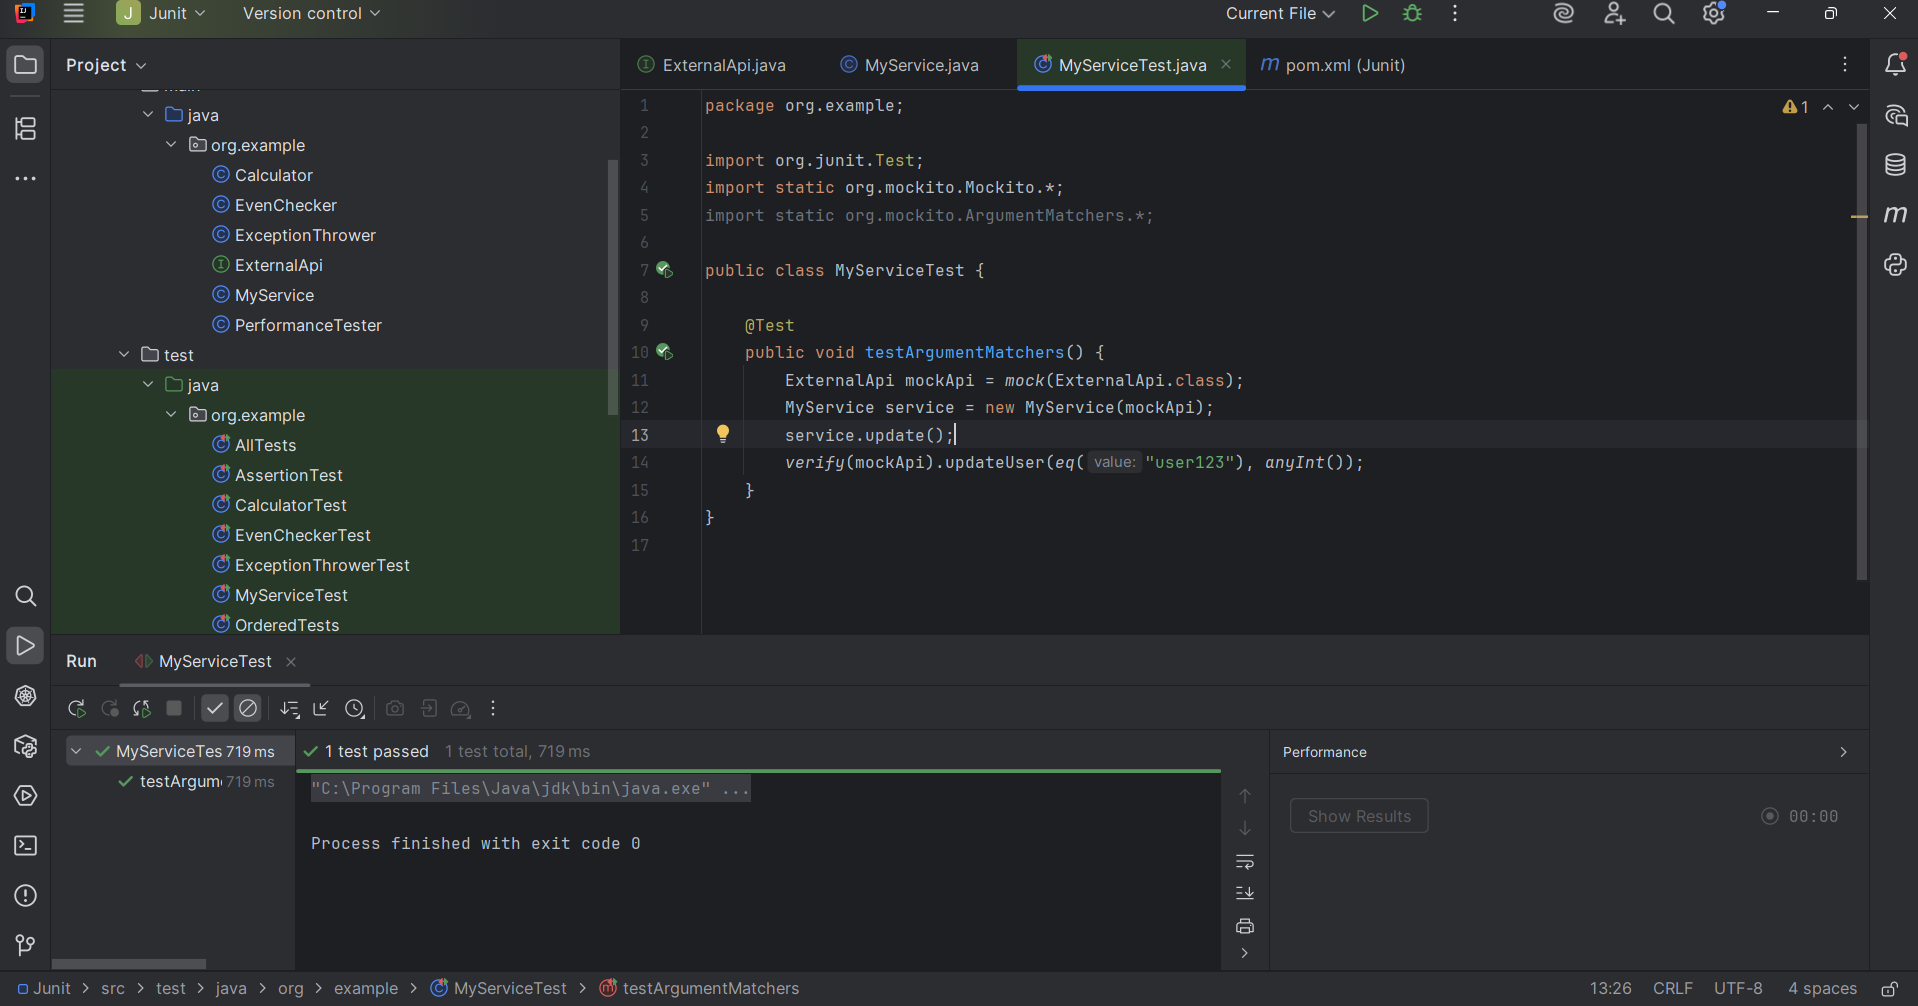 J Junit Version control Current File
Project
ExternalApi.java MyService.java MyServiceTest.java m pom.xml (Junit)
main
java
org.example
Calculator
EvenChecker
ExceptionThrower
ExternalApi
MyService
PerformanceTester
test
java
org.example
AllTests
AssertionTest
CalculatorTest
EvenCheckerTest
ExceptionThrowerTest
MyServiceTest
OrderedTests
1 package org.example;
2
3 import org.junit.Test;
4 import static org.mockito.Mockito.*;
5 import static org.mockito.ArgumentMatchers.*;
6
7 public class MyServiceTest {
8
9 @Test
10 public void testArgumentMatchers() {
11 ExternalApi mockApi = mock(ExternalApi.class);
12 MyService service = new MyService(mockApi);
13 service.update();
14 verify(mockApi).updateUser(eq( value: "user123"), anyInt());
15 }
16 }
17
1
m
Run MyServiceTest
MyServiceTes 719 ms
testArgum 719 ms
1 test passed 1 test total, 719 ms
"C:\Program Files\Java\jdk\bin\java.exe" ...
Process finished with exit code 0
Performance
Show Results 00:00
Junit > src > test > java > org > example > MyServiceTest > testArgumentMatchers
13:26 CRLF UTF-8 4 spaces